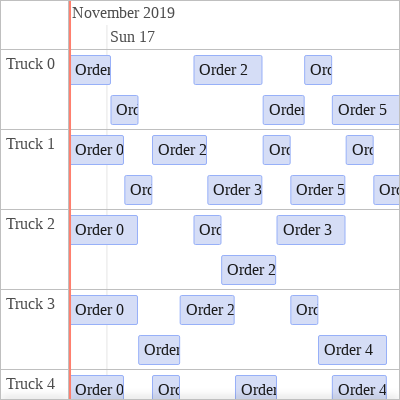 November 2019
Sun 17
Truck 0
Order
Order 2
Orc
Orc
Order
Order 5
Truck 1
Order 0
Order 2
Orc
Orc
Orc
Order 3
Order 5
Orc
Truck 2
Order 0
Orc
Order 3
Order 2
Truck 3
Order 0
Order 2
Orc
Order
Order 4
Truck 4
Order 0
Orc
Order
Order 4